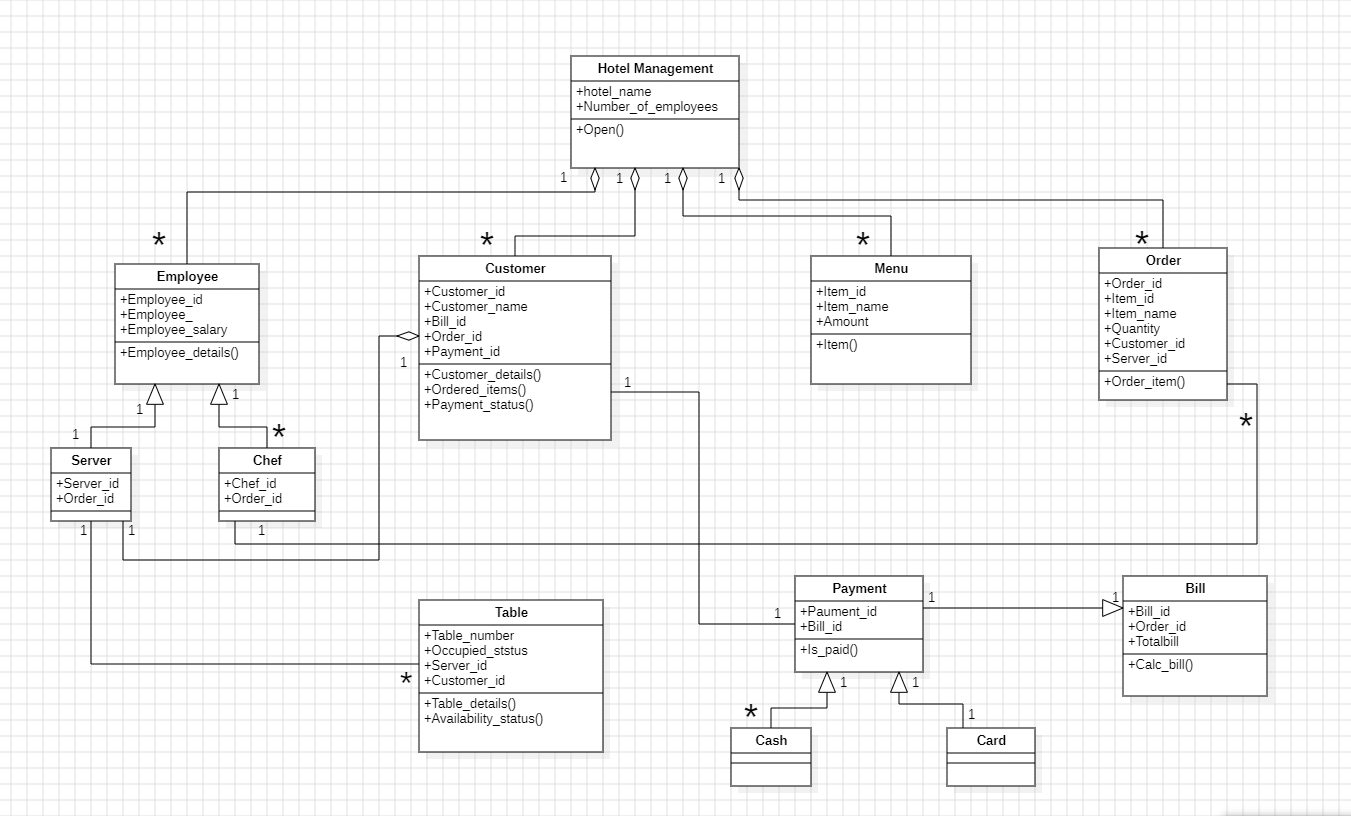 Hotel Management
+hotel_name
+Number_of_employees
+Open()
1
1
1
1
*
*
*
*
Employee
+Employee_id
+Employee_
+Employee_salary
+Employee_details()
Customer
+Customer_id
+Customer_name
+Bill_id
+Order_id
+Payment_id
+Customer_details()
+Ordered_items()
+Payment_status()
Menu
+Item_id
+Item_name
+Amount
+Item()
Order
+Order_id
+Item_id
+Item_name
+Quantity
+Customer_id
+Server_id
+Order_item()
1
1
1
1
1
*
*
Server
+Server_id
+Order_id
Chef
+Chef_id
+Order_id
1
1
1
Table
+Table_number
+Occupied_ststus
+Server_id
+Customer_id
+Table_details()
+Availability_status()
*
1
Payment
+Paument_id
+Bill_id
+Is_paid()
1
1
Bill
+Bill_id
+Order_id
+Totalbill
+Calc_bill()
1
1
*
1
Cash
Card